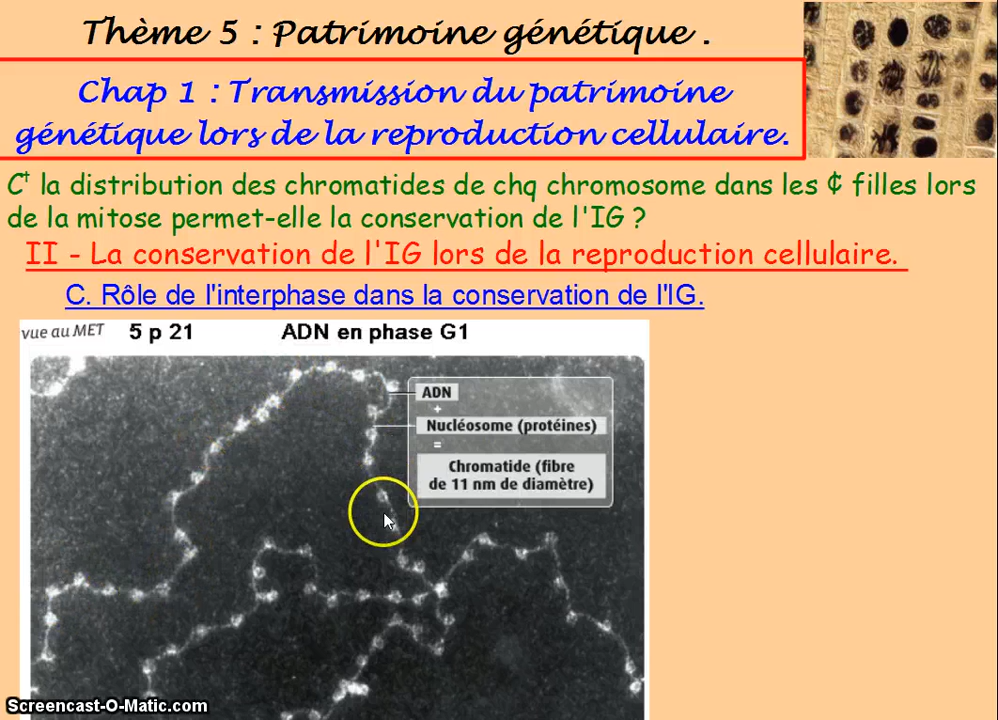 Thème 5 : Patrimoine génétique .
Chap 1 : Transmission du patrimoine
génétique lors de la reproduction cellulaire.
Cᵗ la distribution des chromatides de chq chromosome dans les ¢ filles lors
de la mitose permet-elle la conservation de l'IG ?
II - La conservation de l'IG lors de la reproduction cellulaire.
C. Rôle de l'interphase dans la conservation de l'IG.
vue au MET 5 p 21 ADN en phase G1
ADN
+
Nucléosome (protéines)
=
Chromatide (fibre
de 11 nm de diamètre)
Screencast-O-Matic.com